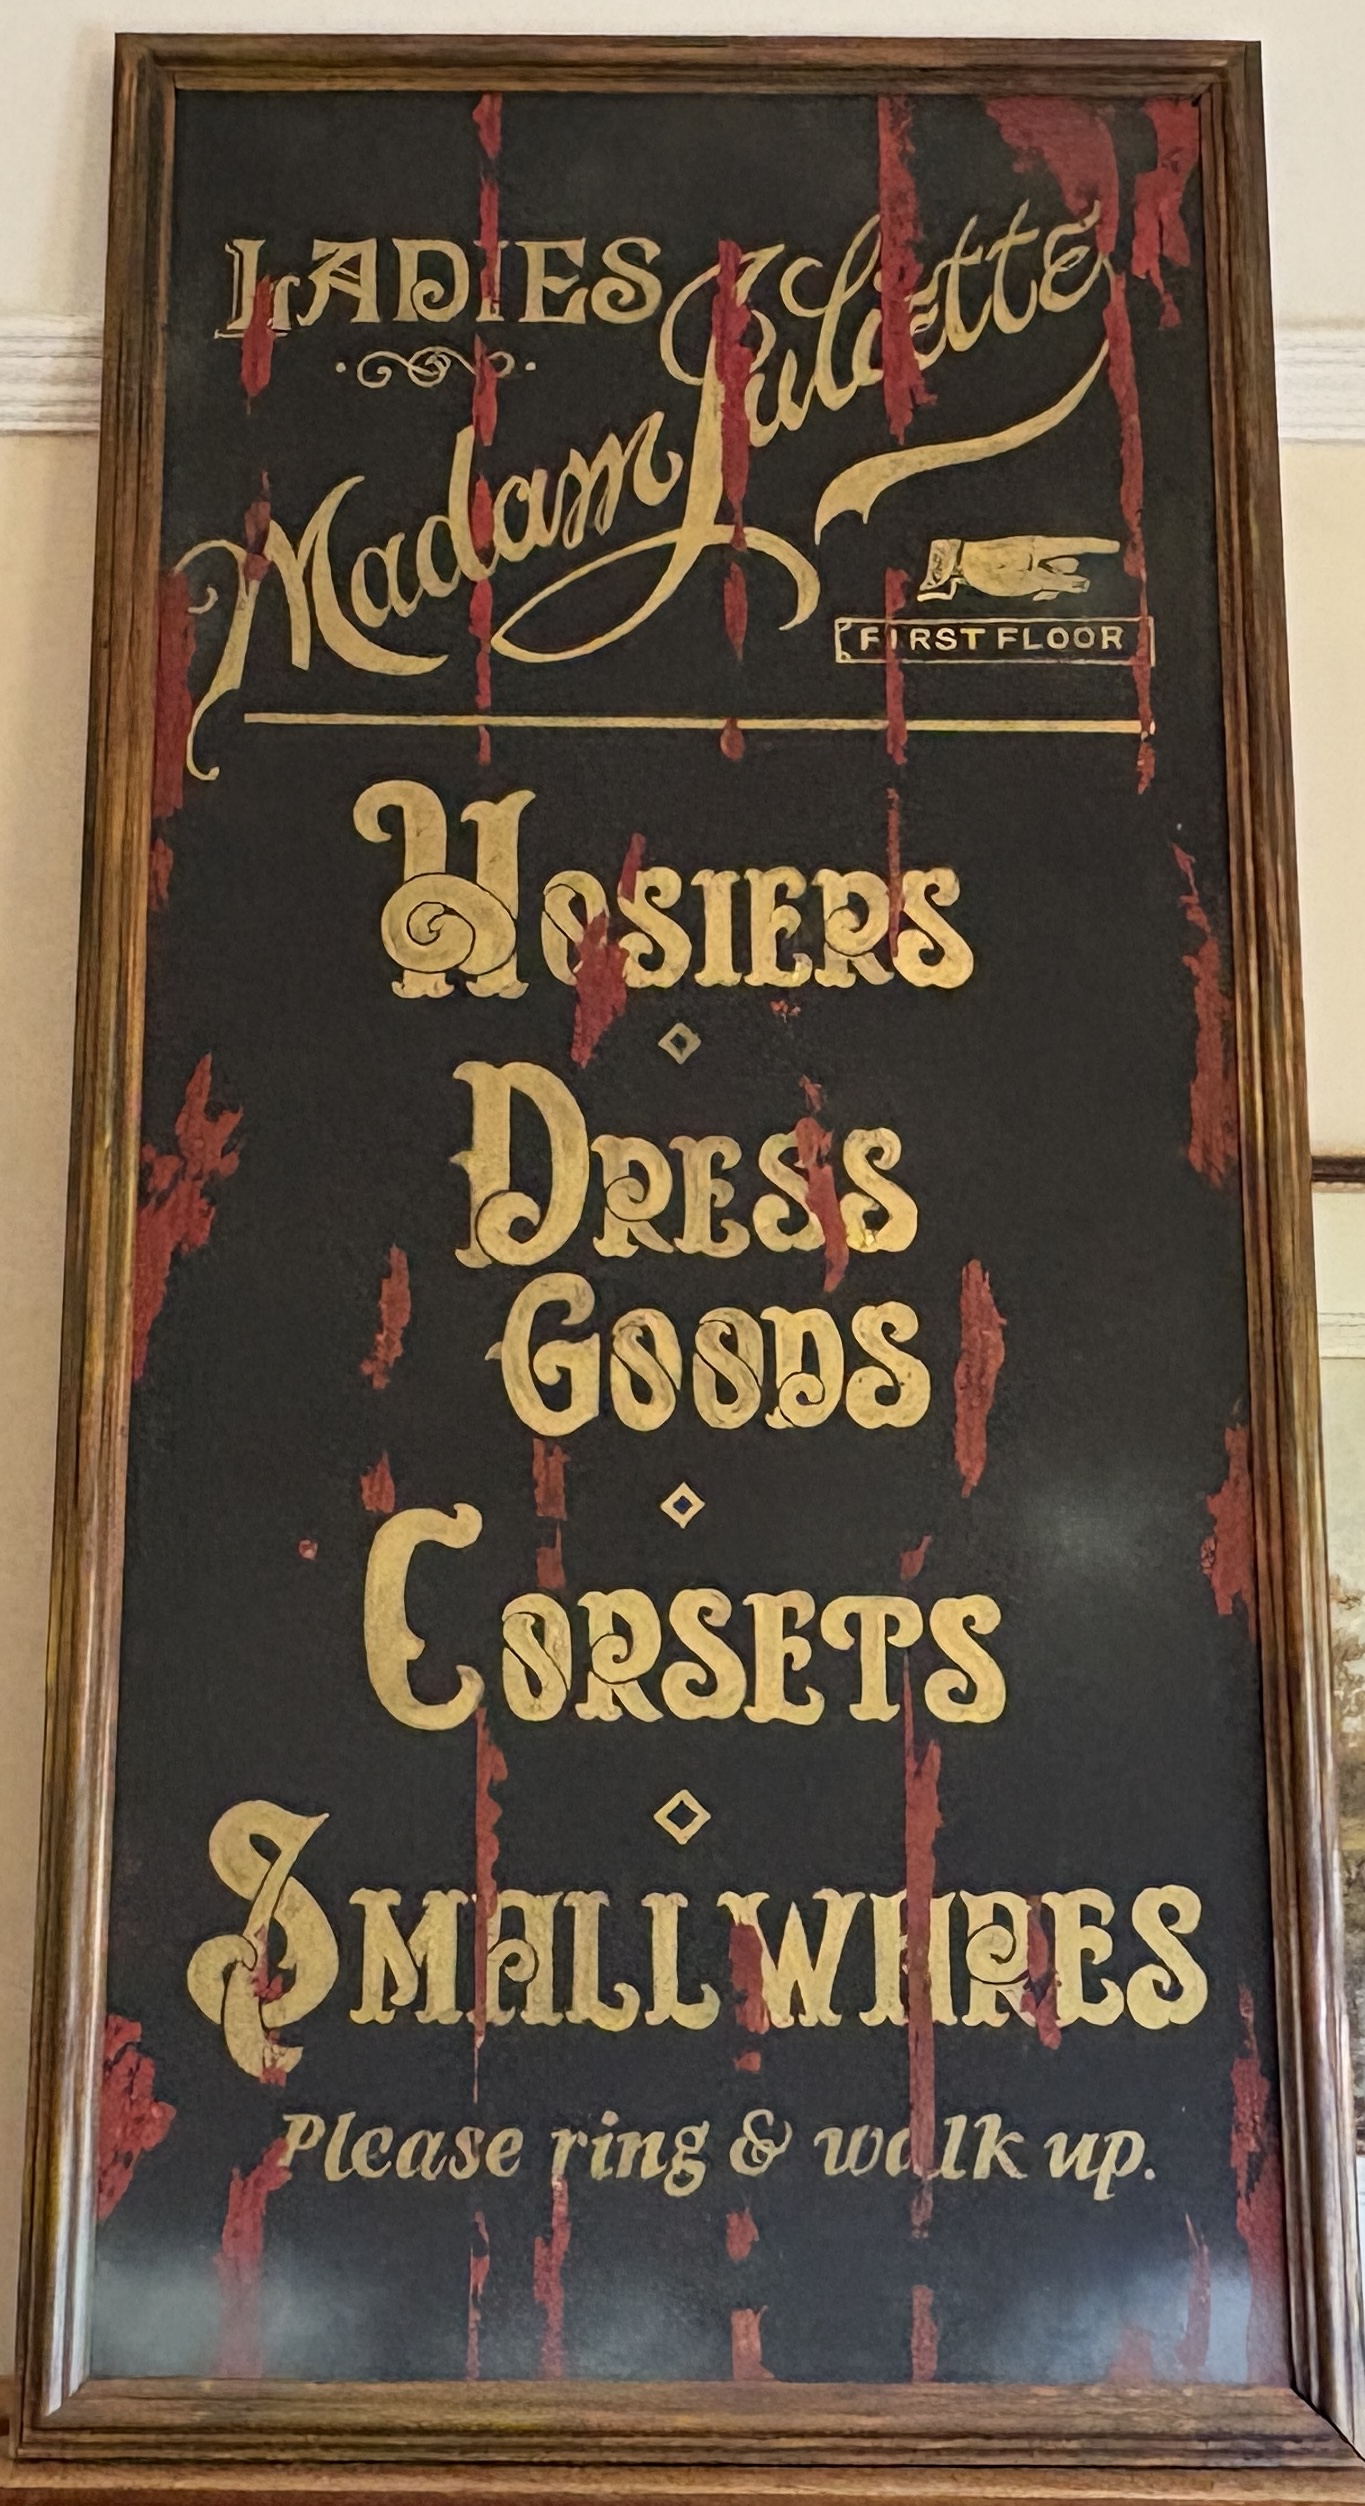 LADIES
Madam Juliette
FIRST FLOOR
HOSIERS
DRESS
GOODS
CORSETS
SMALLWARES
Please ring & walk up.